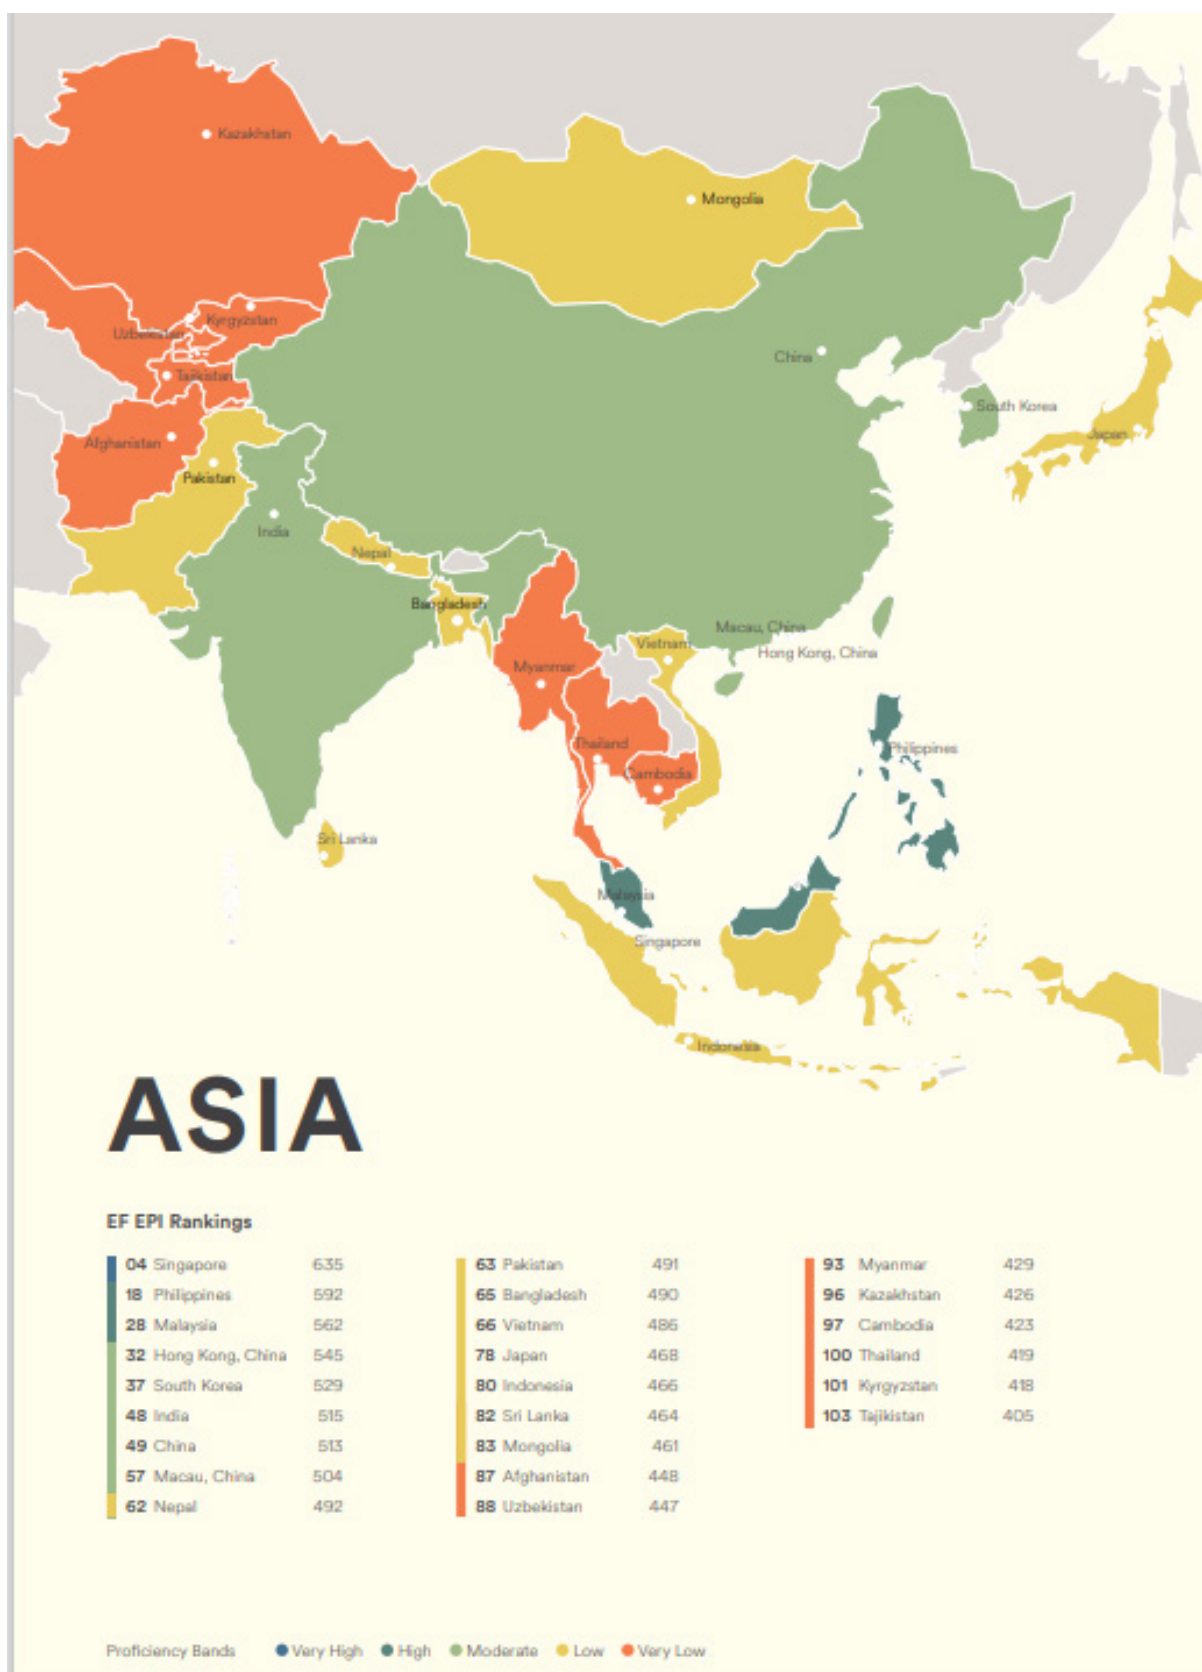 Kazakhstan
Mongolia
Uzbekistan
Kyrgyzstan
China
Tajikistan
South Korea
Afghanistan
Japan
Pakistan
India
Nepal
Bangladesh
Macau, China
Vietnam
Hong Kong, China
Myanmar
Thailand
Philippines
Cambodia
Sri Lanka
Malaysia
Singapore
Indonesia
ASIA
EF EPI Rankings
04 Singapore 635
18 Philippines 592
28 Malaysia 562
32 Hong Kong, China 545
37 South Korea 529
48 India 515
49 China 513
57 Macau, China 504
62 Nepal 492
63 Pakistan 491
65 Bangladesh 490
66 Vietnam 486
78 Japan 468
80 Indonesia 466
82 Sri Lanka 464
83 Mongolia 461
87 Afghanistan 448
88 Uzbekistan 447
93 Myanmar 429
96 Kazakhstan 426
97 Cambodia 423
100 Thailand 419
101 Kyrgyzstan 418
103 Tajikistan 405
Proficiency Bands Very High High Moderate Low Very Low